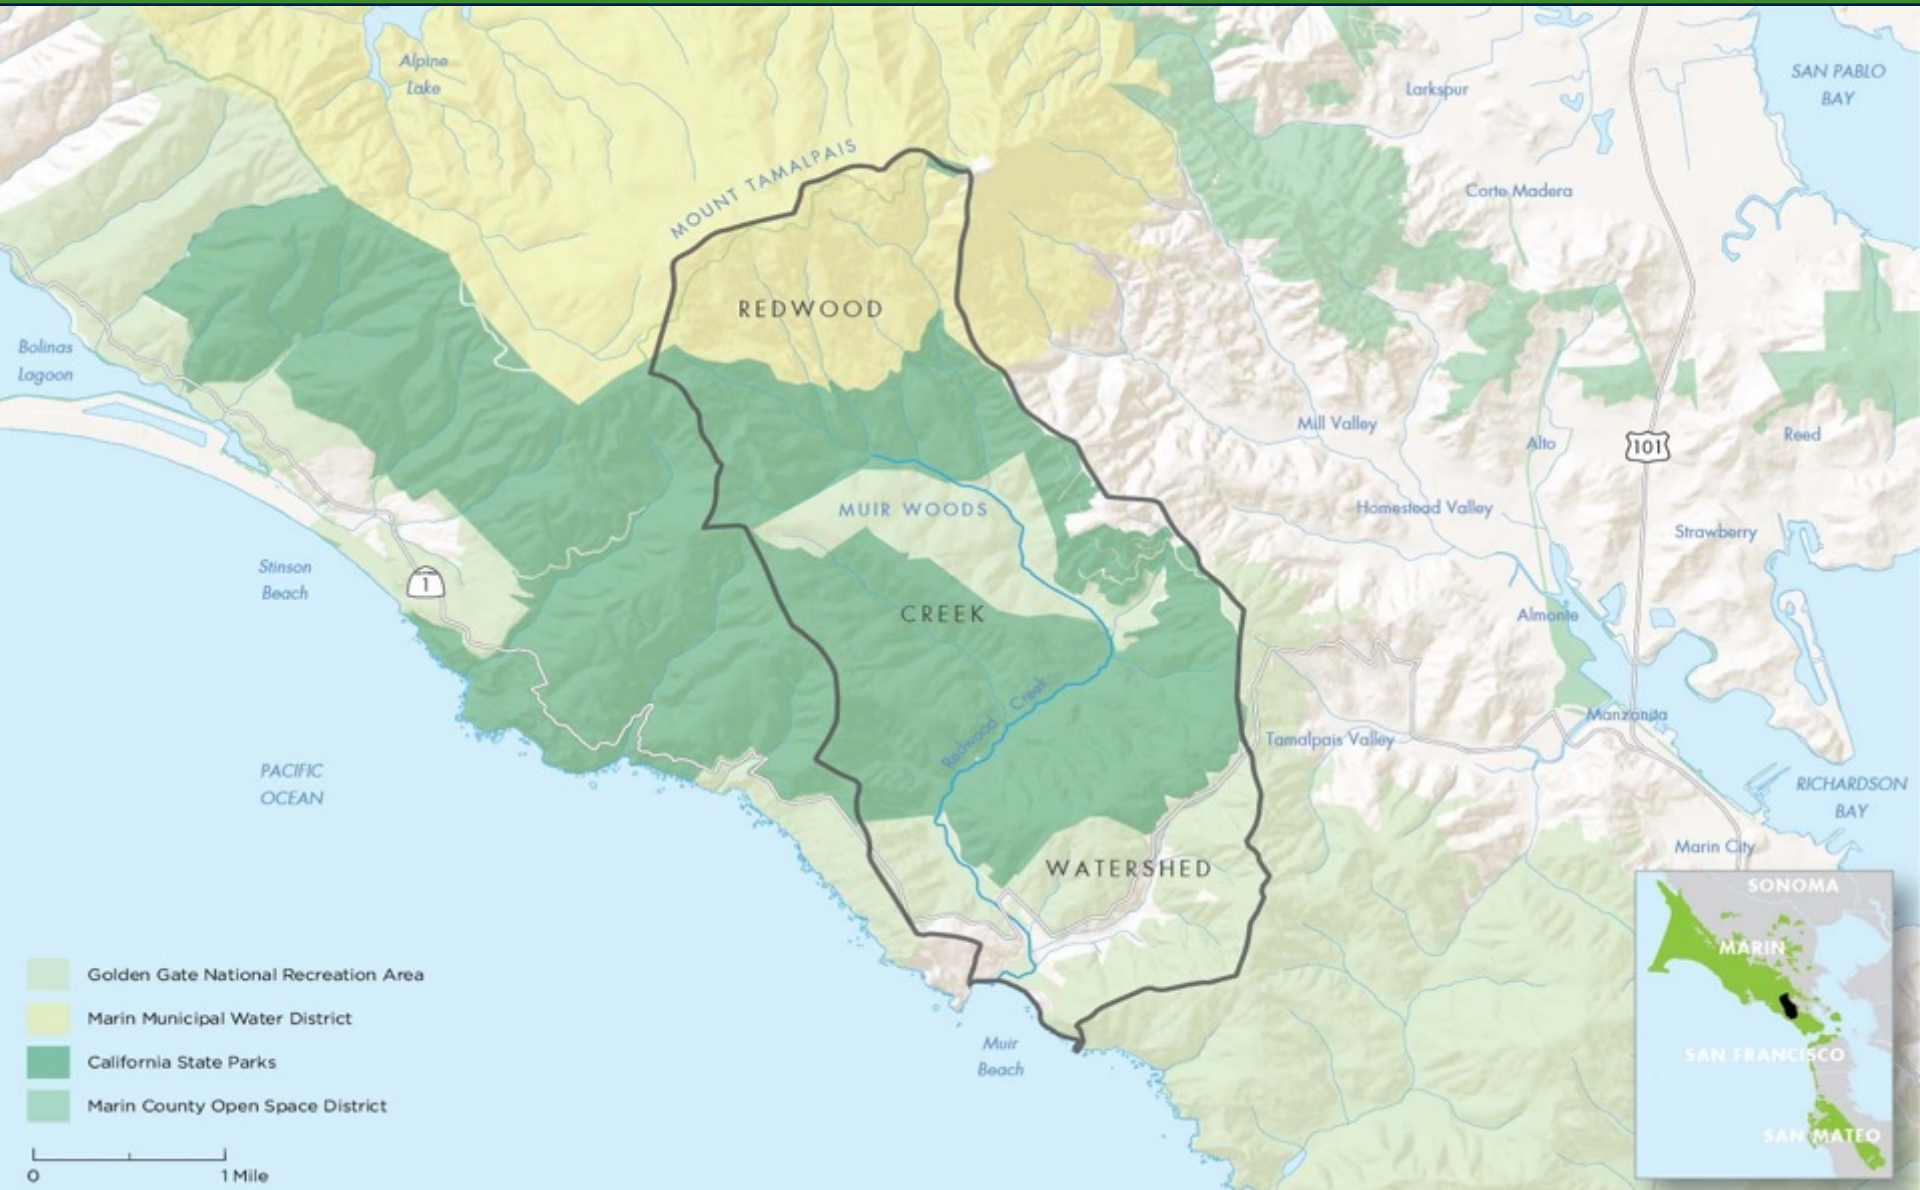 Alpine
Lake
SAN PABLO
BAY
Larkspur
MOUNT TAMALPAIS
Corte Madera
REDWOOD
Bolinas
Lagoon
Mill Valley
Alto
101
Reed
MUIR WOODS
Homestead Valley
Strawberry
Stinson
Beach
1
CREEK
Almonte
Redwood Creek
Manzanita
Tamalpais Valley
PACIFIC
OCEAN
RICHARDSON
BAY
Marin City
WATERSHED
Muir
Beach
Golden Gate National Recreation Area
Marin Municipal Water District
California State Parks
Marin County Open Space District
0
1 Mile
SONOMA
MARIN
SAN FRANCISCO
SAN MATEO